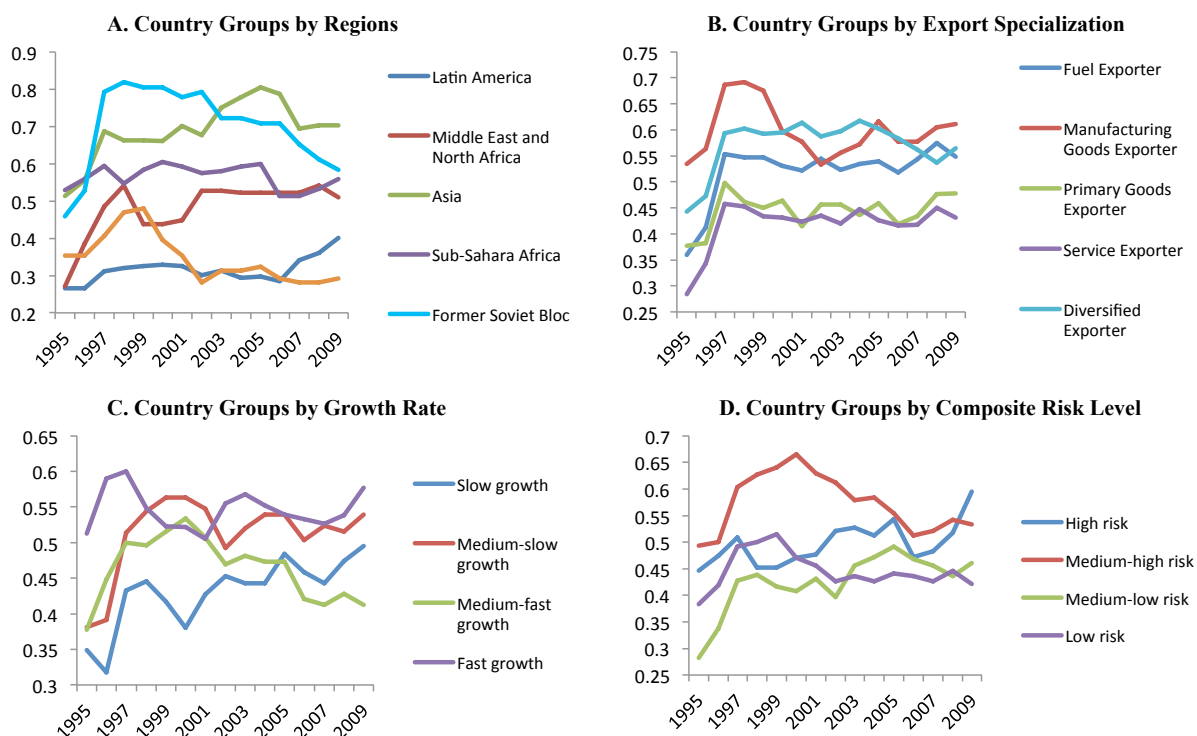 A. Country Groups by Regions
0.9
0.8
0.7
0.6
0.5
0.4
0.3
0.2
1995
1997
1999
2001
2003
2005
2007
2009
Latin America
Middle East and
North Africa
Asia
Sub-Sahara Africa
Former Soviet Bloc
B. Country Groups by Export Specialization
0.75
0.7
0.65
0.6
0.55
0.5
0.45
0.4
0.35
0.3
0.25
1995
1997
1999
2001
2003
2005
2007
2009
Fuel Exporter
Manufacturing
Goods Exporter
Primary Goods
Exporter
Service Exporter
Diversified
Exporter
C. Country Groups by Growth Rate
0.65
0.6
0.55
0.5
0.45
0.4
0.35
0.3
1995
1997
1999
2001
2003
2005
2007
2009
Slow growth
Medium-slow
growth
Medium-fast
growth
Fast growth
D. Country Groups by Composite Risk Level
0.7
0.65
0.6
0.55
0.5
0.45
0.4
0.35
0.3
0.25
1995
1997
1999
2001
2003
2005
2007
2009
High risk
Medium-high risk
Medium-low risk
Low risk